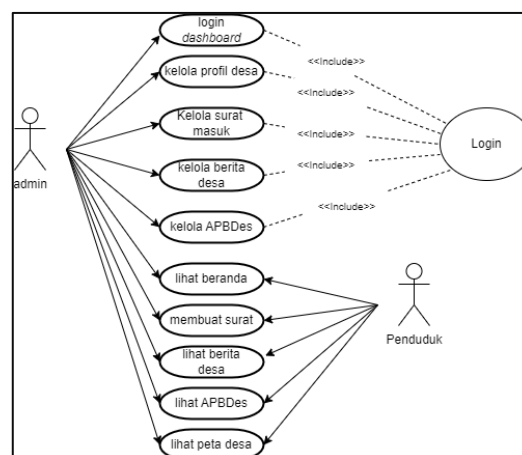 login
dashboard
<<Include>>
kelola profil desa
<<Include>>
Kelola surat
masuk
<<Include>>
Login
admin
kelola berita
desa
<<Include>>
kelola APBDes
<<Include>>
lihat beranda
membuat surat
Penduduk
lihat berita
desa
lihat APBDes
lihat peta desa